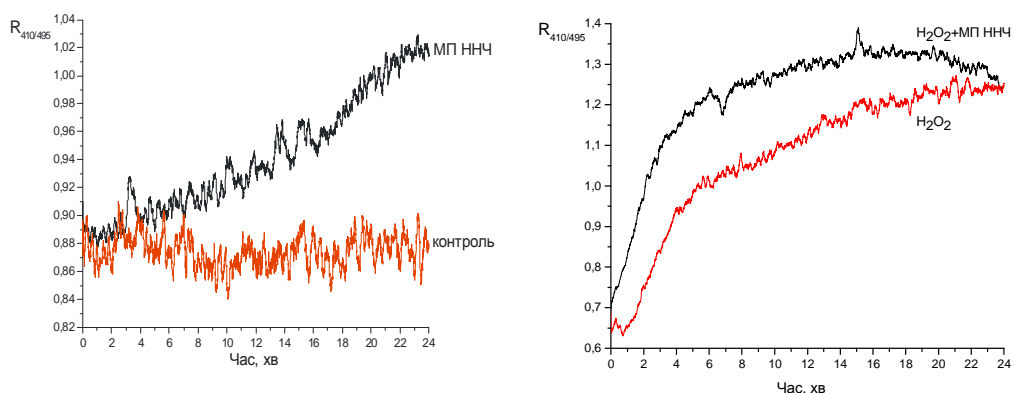 R410/495
1,04
1,02
1,00
0,98
0,96
0,94
0,92
0,90
0,88
0,86
0,84
0,82
МП ННЧ
контроль
0 2 4 6 8 10 12 14 16 18 20 22 24
Час, хв
R410/495
1,4
1,3
1,2
1,1
1,0
0,9
0,8
0,7
0,6
H2O2+МП ННЧ
H2O2
0 2 4 6 8 10 12 14 16 18 20 22 24
Час, хв